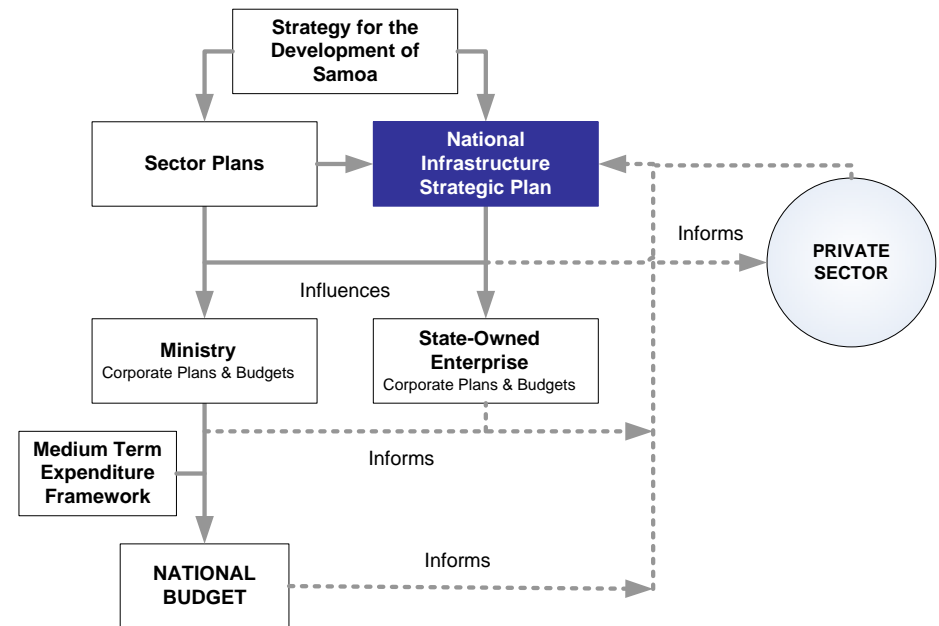 Strategy for the
Development of
Samoa
Sector Plans
National
Infrastructure
Strategic Plan
Informs
PRIVATE
SECTOR
Influences
Ministry
Corporate Plans & Budgets
State-Owned
Enterprise
Corporate Plans & Budgets
Medium Term
Expenditure
Framework
Informs
NATIONAL
BUDGET
Informs